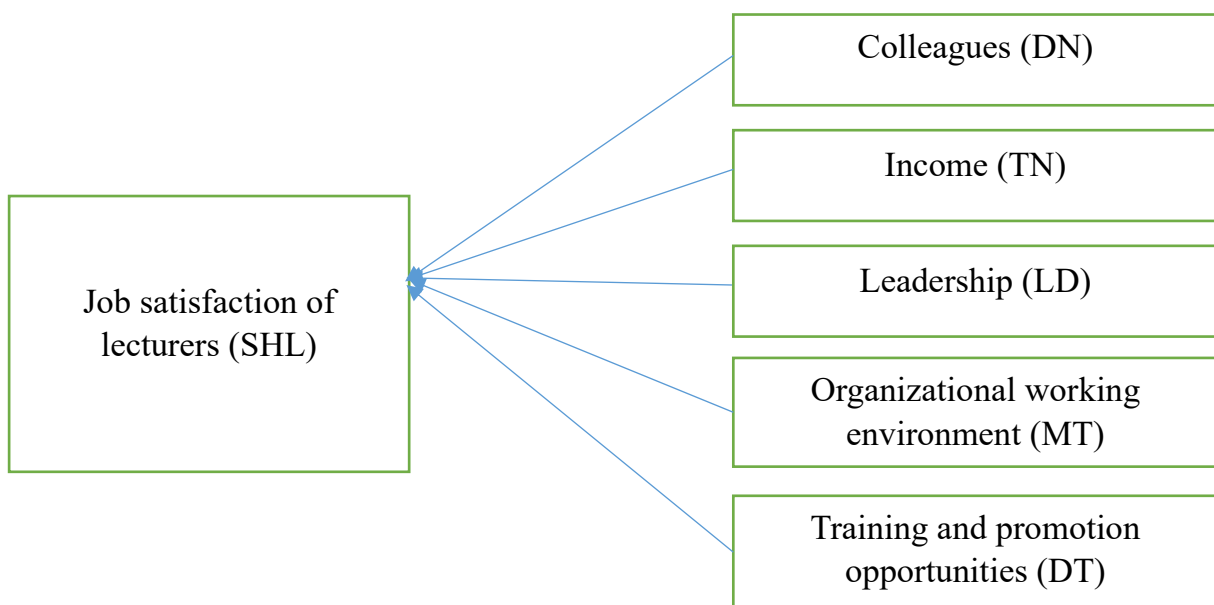 Colleagues (DN)
Income (TN)
Job satisfaction of
lecturers (SHL)
Leadership (LD)
Organizational working
environment (MT)
Training and promotion
opportunities (DT)